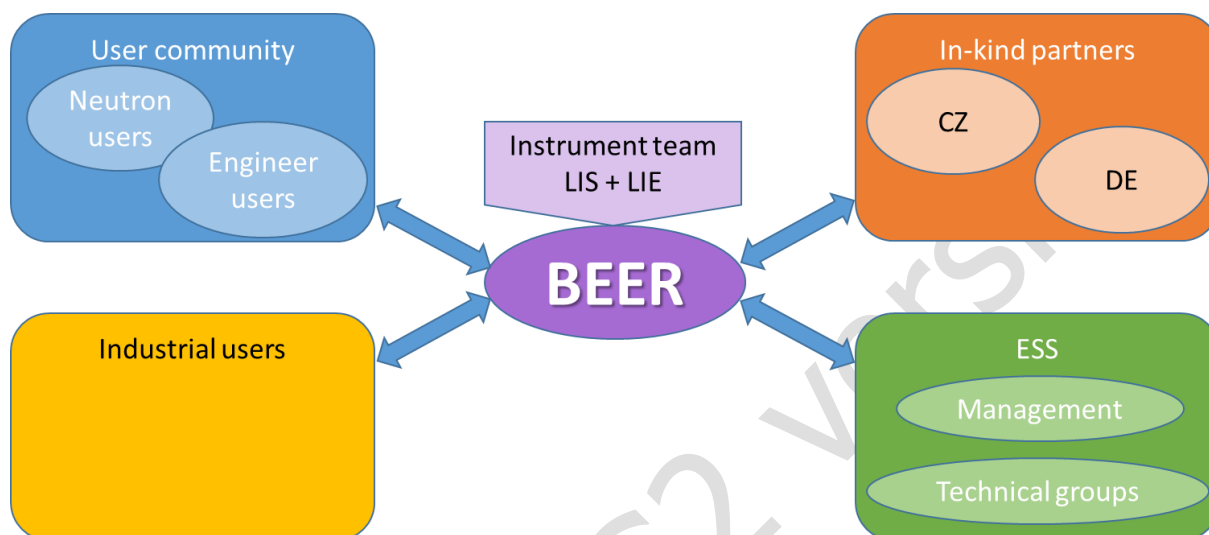 User community
Neutron
users
Engineer
users
Instrument team
LIS + LIE
BEER
In-kind partners
CZ
DE
Industrial users
ESS
Management
Technical groups